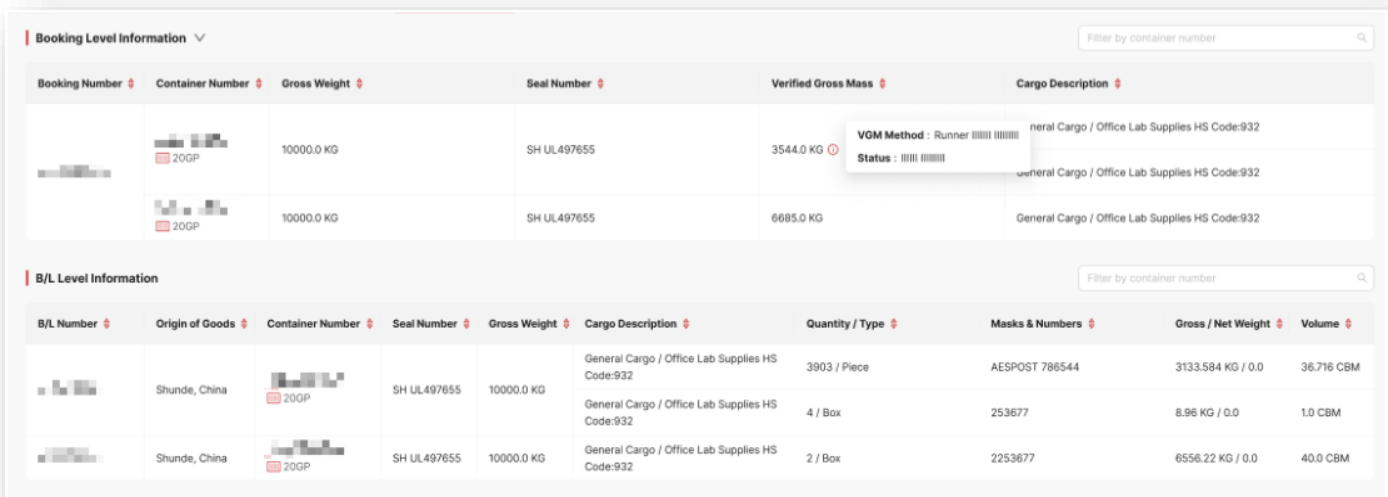 Booking Level Information
Filter by container number
Booking Number Container Number Gross Weight Seal Number Verified Gross Mass Cargo Description
General Cargo / Office Lab Supplies HS Code:932
20GP 10000.0 KG SH UL497655 3544.0 KG
VGM Method : Runner
Status :
General Cargo / Office Lab Supplies HS Code:932
20GP 10000.0 KG SH UL497655 6685.0 KG General Cargo / Office Lab Supplies HS Code:932
B/L Level Information
Filter by container number
B/L Number Origin of Goods Container Number Seal Number Gross Weight Cargo Description Quantity / Type Masks & Numbers Gross / Net Weight Volume
Shunde, China 20GP SH UL497655 10000.0 KG
General Cargo / Office Lab Supplies HS
Code:932
3903 / Piece AESPOST 786544 3133.584 KG / 0.0 36.716 CBM
General Cargo / Office Lab Supplies HS
Code:932
4 / Box 253677 8.96 KG / 0.0 1.0 CBM
Shunde, China 20GP SH UL497655 10000.0 KG
General Cargo / Office Lab Supplies HS
Code:932
2 / Box 2253677 6556.22 KG / 0.0 40.0 CBM